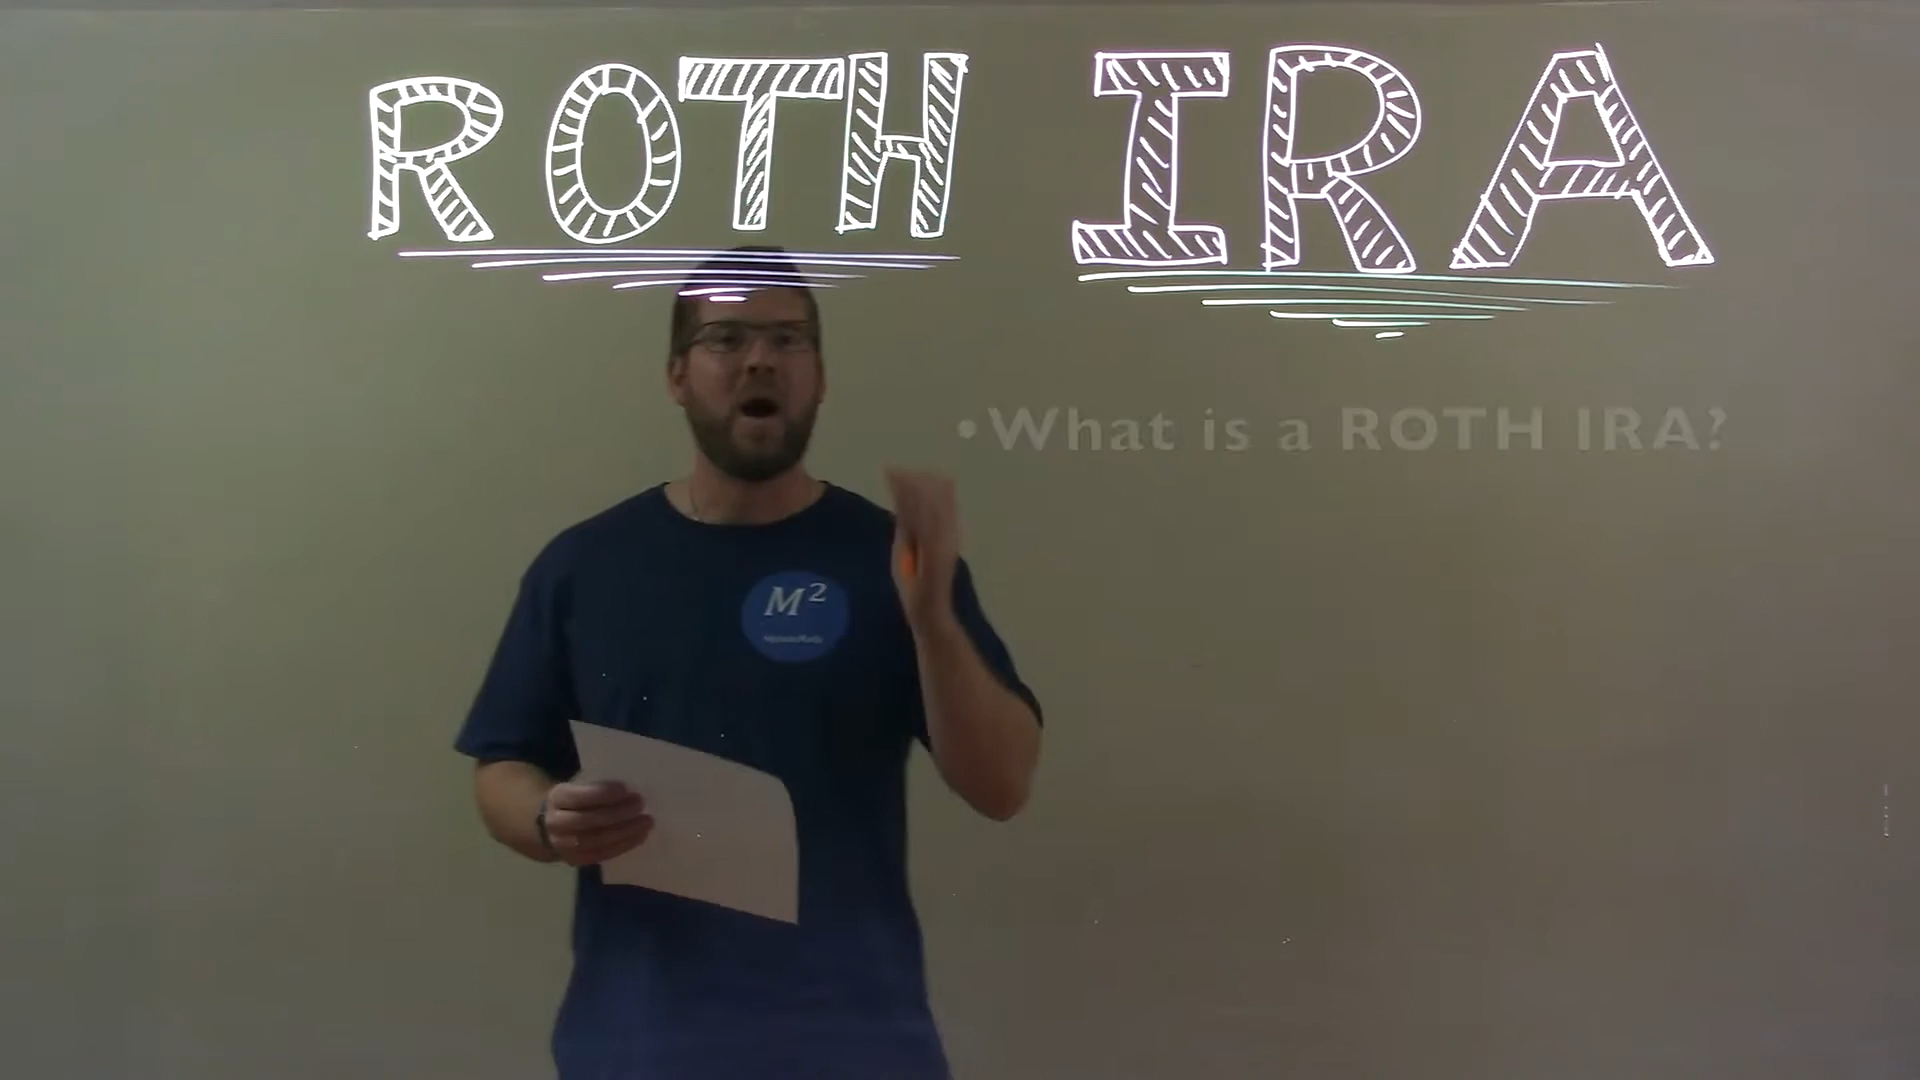 ROTH IRA
• What is a ROTH IRA?
M²